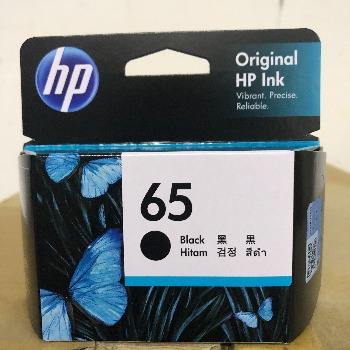 hp
Original
HP Ink
Vibrant. Precise.
Reliable.
65
Black 黑 黒
Hitam 검정 สีดำ